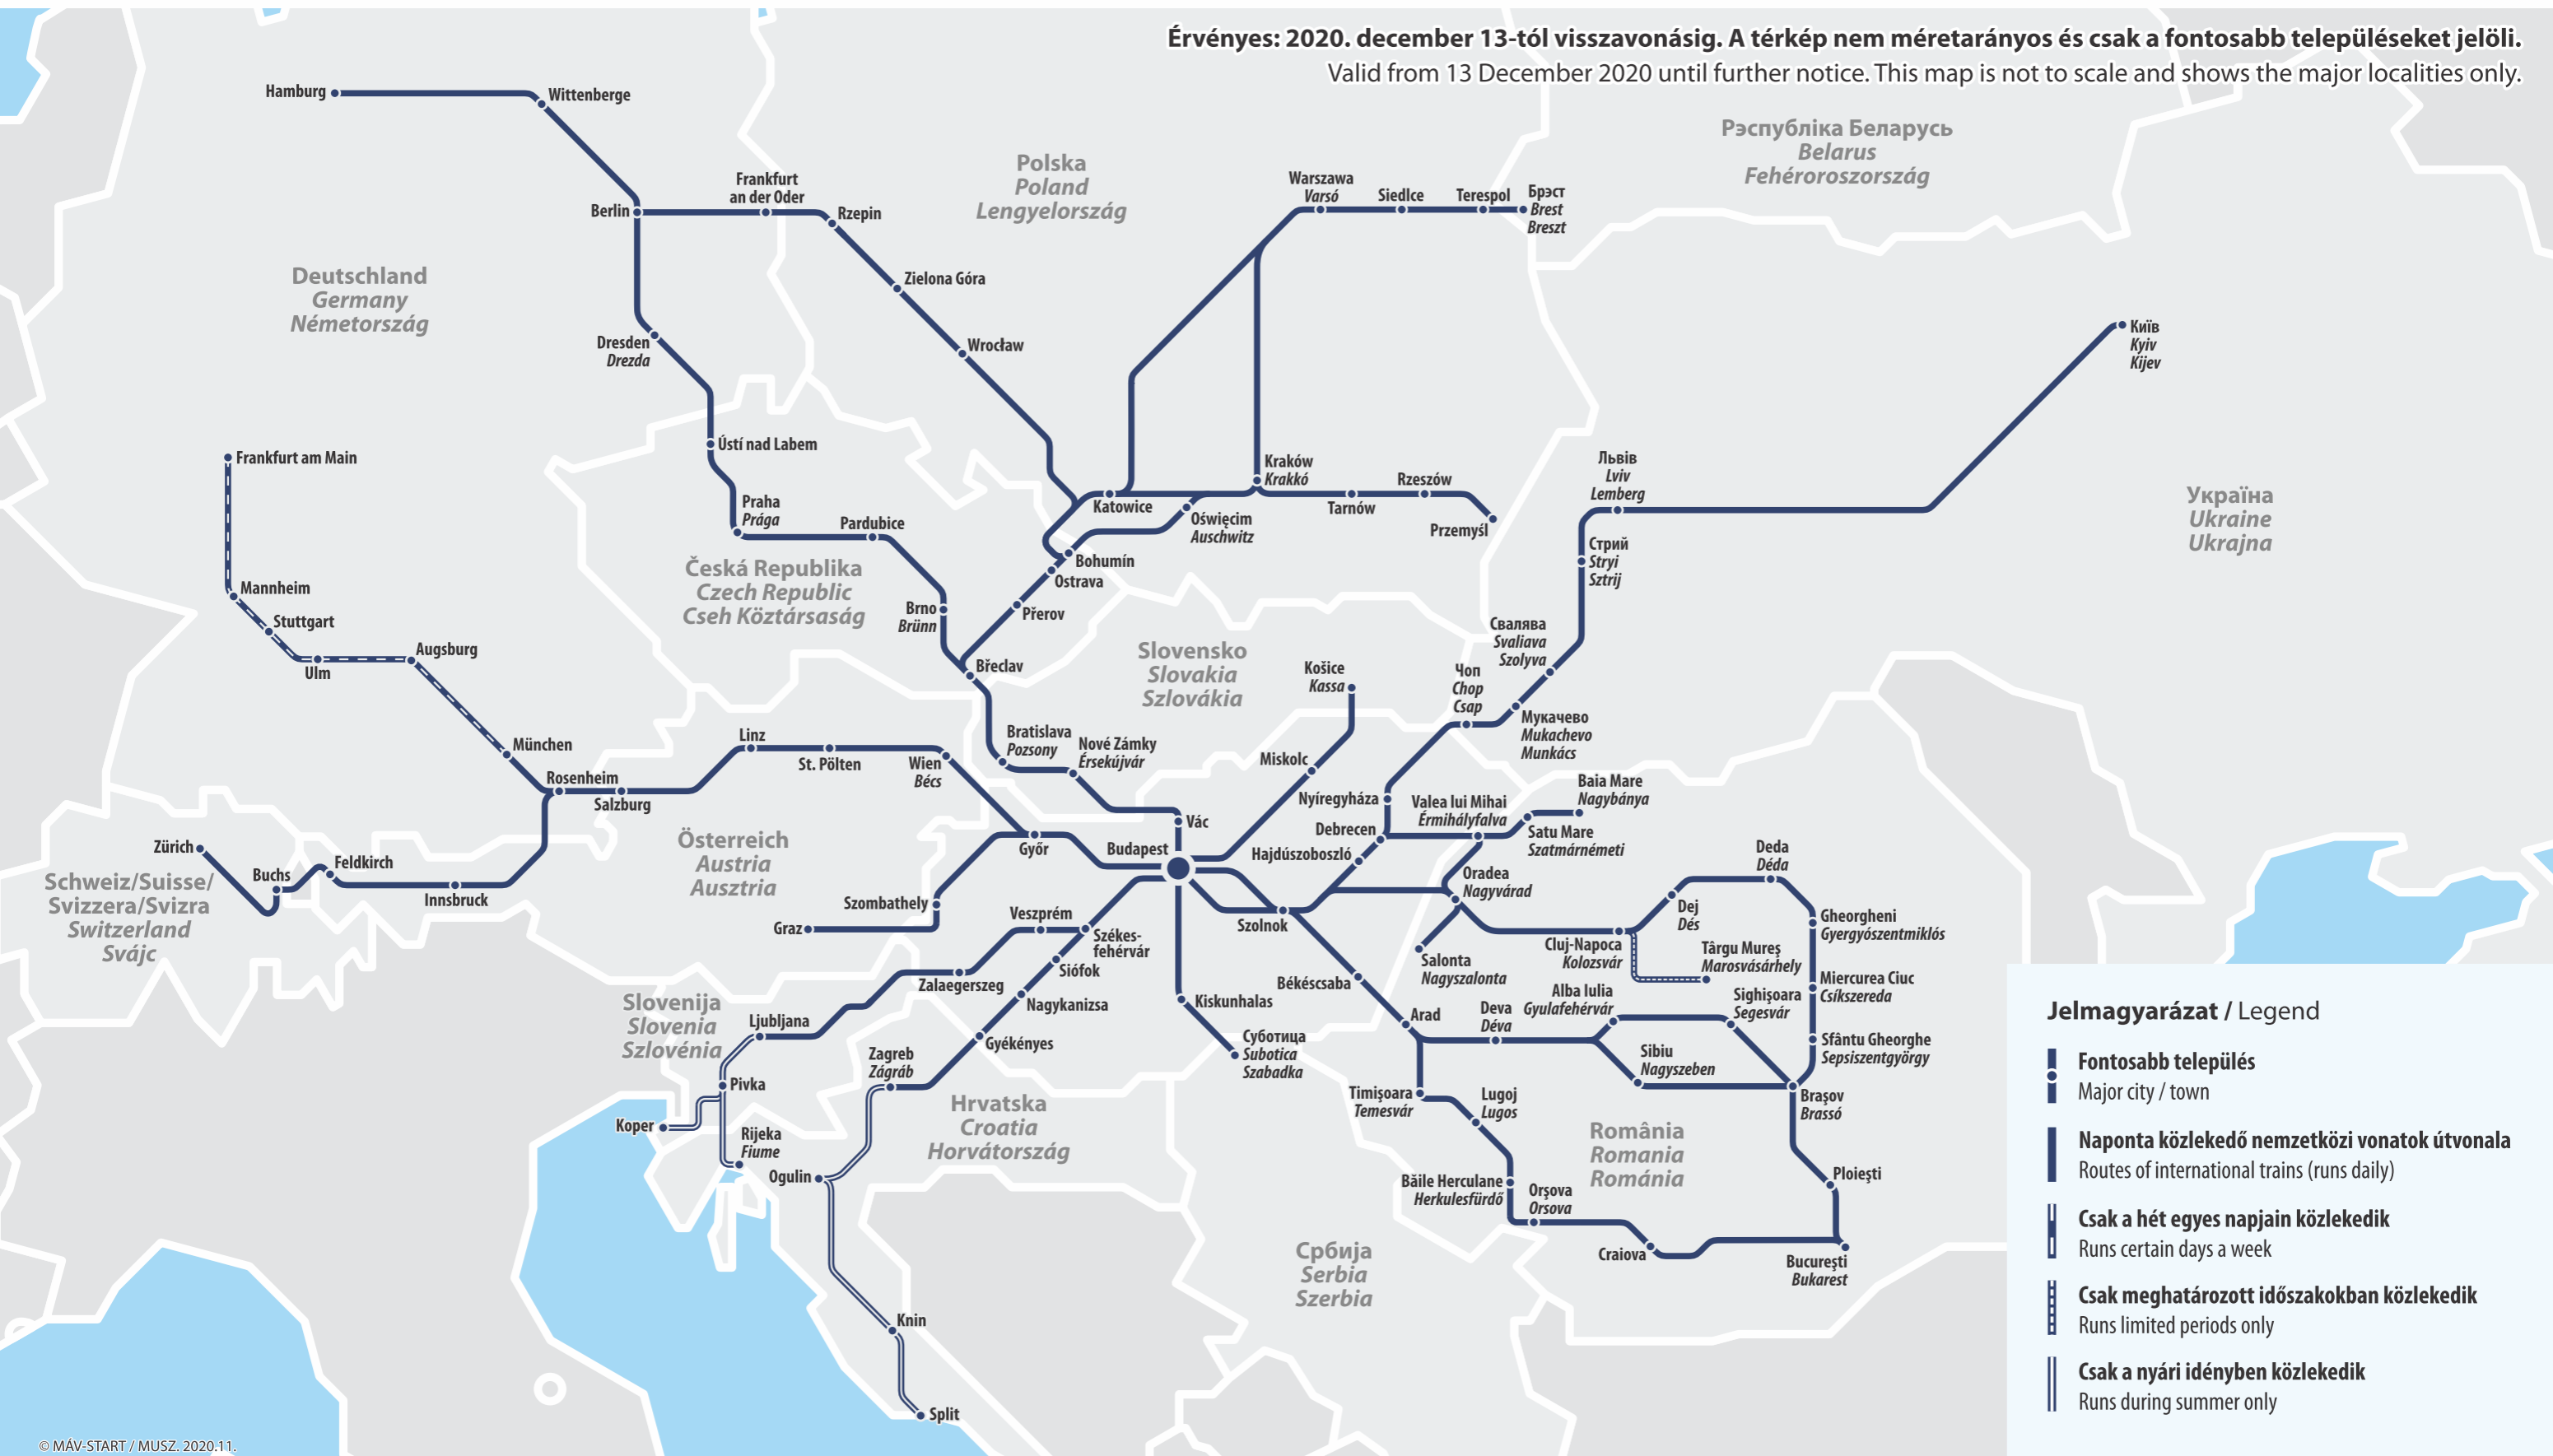 Érvényes: 2020. december 13-tól visszavonásig. A térkép nem méretarányos és csak a fontosabb településeket jelöli.
Valid from 13 December 2020 until further notice. This map is not to scale and shows the major localities only.
Hamburg
Wittenberge
Рэспубліка Беларусь
Belarus
Fehéroroszország
Polska
Poland
Lengyelország
Frankfurt
an der Oder
Berlin
Rzepin
Warszawa
Varsó
Siedlce
Terespol
Брэст
Brest
Breszt
Deutschland
Germany
Németország
Zielona Góra
Dresden
Drezda
Wrocław
Київ
Kyiv
Kijev
Ústí nad Labem
Frankfurt am Main
Kraków
Krakkó
Rzeszów
Львів
Lviv
Lemberg
Praha
Prága
Pardubice
Katowice
Oświęcim
Auschwitz
Tarnów
Przemyśl
Україна
Ukraine
Ukrajna
Стрий
Stryi
Sztrij
Česká Republika
Czech Republic
Cseh Köztársaság
Bohumín
Ostrava
Mannheim
Brno
Brünn
Přerov
Stuttgart
Ulm
Augsburg
Břeclav
Slovensko
Slovakia
Szlovákia
Košice
Kassa
Свалява
Svaliava
Szolyva
Чоп
Chop
Csap
Мукачево
Mukachevo
Munkács
München
Linz
St. Pölten
Wien
Bécs
Bratislava
Pozsony
Nové Zámky
Érsekújvár
Miskolc
Rosenheim
Salzburg
Nyíregyháza
Valea lui Mihai
Érmihályfalva
Baia Mare
Nagybánya
Vác
Debrecen
Satu Mare
Szatmárnémeti
Zürich
Buchs
Feldkirch
Innsbruck
Österreich
Austria
Ausztria
Győr
Budapest
Hajdúszoboszló
Deda
Déda
Schweiz/Suisse/
Svizzera/Svizra
Switzerland
Svájc
Oradea
Nagyvárad
Szombathely
Graz
Veszprém
Székes-
fehérvár
Szolnok
Dej
Dés
Gheorgheni
Gyergyószentmiklós
Siófok
Salonta
Nagyszalonta
Cluj-Napoca
Kolozsvár
Târgu Mureş
Marosvásárhely
Zalaegerszeg
Nagykanizsa
Békéscsaba
Miercurea Ciuc
Csíkszereda
Slovenija
Slovenia
Szlovénia
Ljubljana
Kiskunhalas
Arad
Deva
Déva
Alba Iulia
Gyulafehérvár
Sighişoara
Segesvár
Gyékényes
Суботица
Subotica
Szabadka
Sfântu Gheorghe
Sepsiszentgyörgy
Zagreb
Zágráb
Sibiu
Nagyszeben
Pivka
Koper
Rijeka
Fiume
Hrvatska
Croatia
Horvátország
Timişoara
Temesvár
Lugoj
Lugos
Braşov
Brassó
România
Romania
Románia
Ogulin
Băile Herculane
Herkulesfürdő
Orşova
Orsova
Ploieşti
Србија
Serbia
Szerbia
Craiova
Bucureşti
Bukarest
Knin
Split
Jelmagyarázat / Legend
Fontosabb település
Major city / town
Naponta közlekedő nemzetközi vonatok útvonala
Routes of international trains (runs daily)
Csak a hét egyes napjain közlekedik
Runs certain days a week
Csak meghatározott időszakokban közlekedik
Runs limited periods only
Csak a nyári idényben közlekedik
Runs during summer only
© MÁV-START / MUSZ. 2020.11.